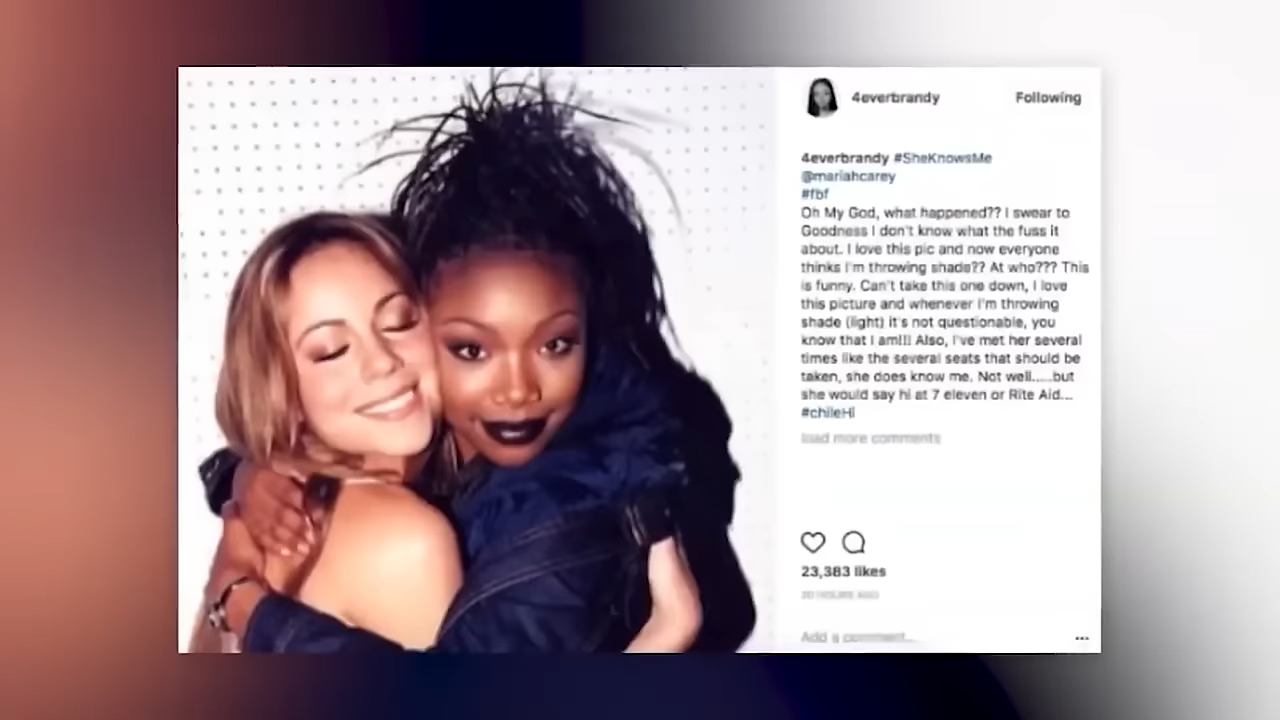 4everbrandy Following
4everbrandy #SheKnowsMe
@mariahcarey
#fbf
Oh My God, what happened?? I swear to
Goodness I don't know what the fuss it
about. I love this pic and now everyone
thinks I'm throwing shade?? At who??? This
is funny. Can't take this one down, I love
this picture and whenever I'm throwing
shade (light) it's not questionable, you
know that I am!!! Also, I've met her several
times like the several seats that should be
taken, she does know me. Not well.....but
she would say hi at 7 eleven or Rite Aid...
#chileHi
load more comments
23,383 likes
20 HOURS AGO
Add a comment...